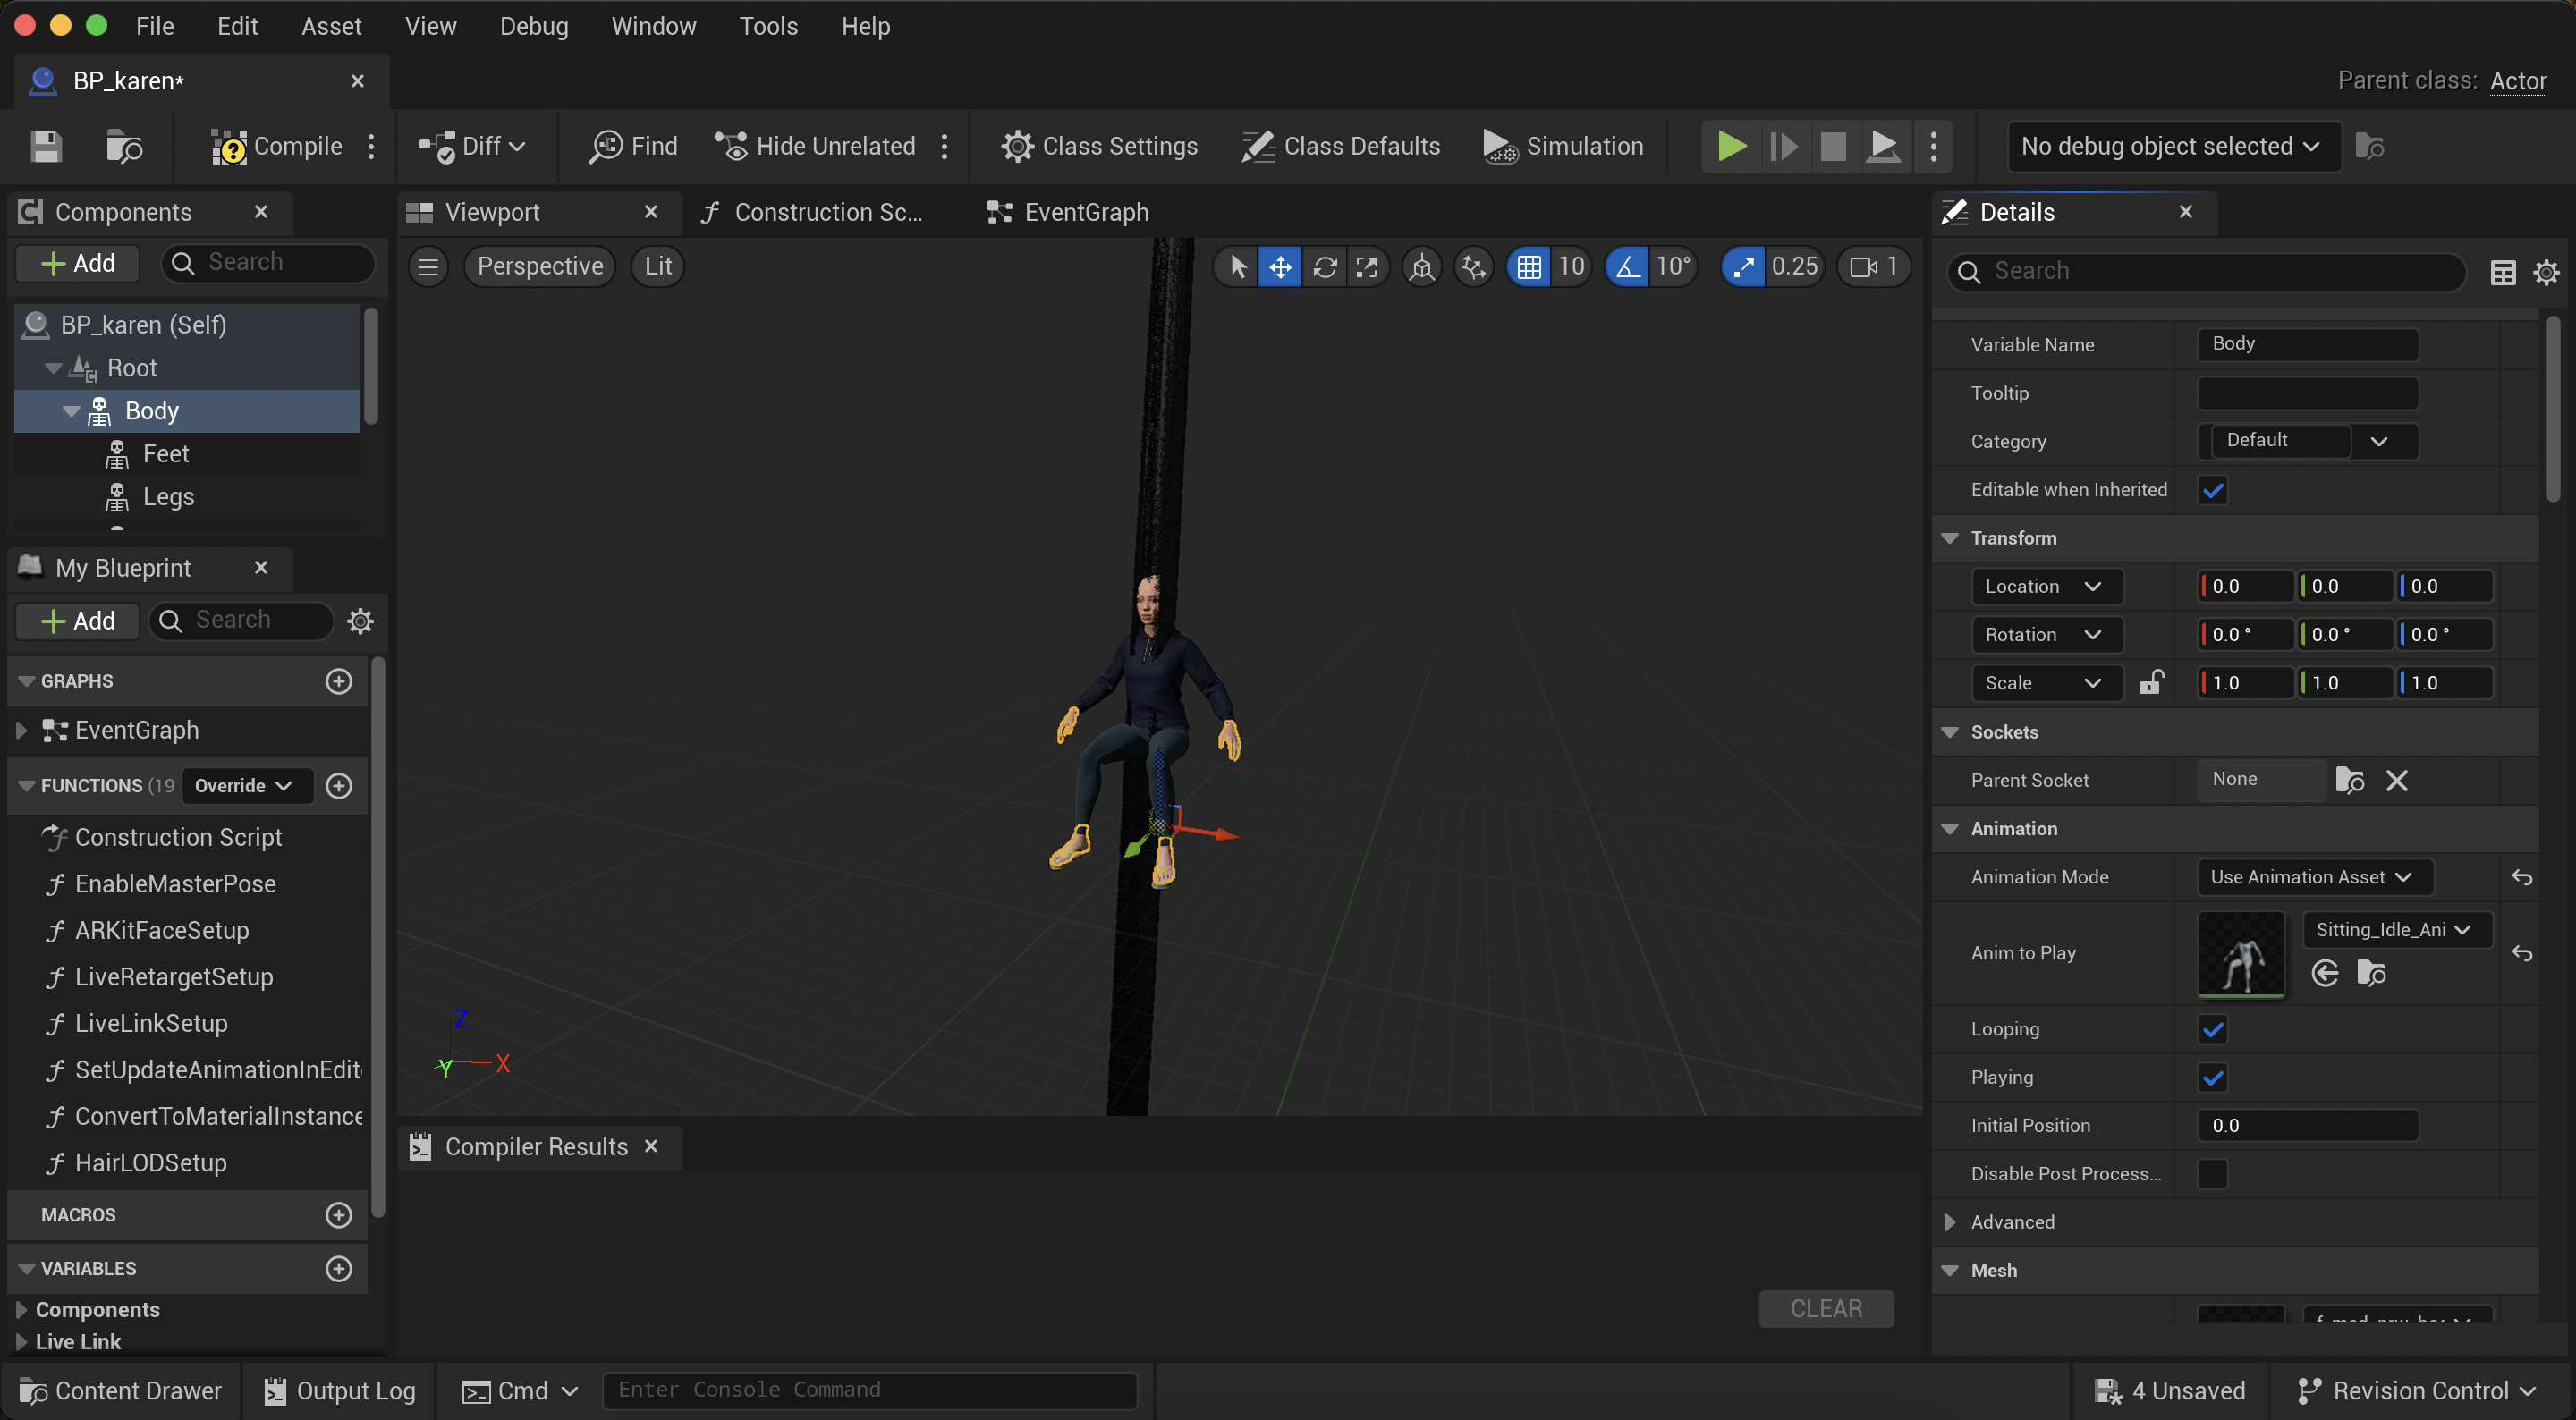 File Edit Asset View Debug Window Tools Help
BP_karen*
Parent class: Actor
Compile
Diff
Find
Hide Unrelated
Class Settings
Class Defaults
Simulation
No debug object selected
Components
Add
Search
BP_karen (Self)
Root
Body
Feet
Legs
My Blueprint
Add
Search
GRAPHS
EventGraph
FUNCTIONS (19
Override
Construction Script
EnableMasterPose
ARKitFaceSetup
LiveRetargetSetup
LiveLinkSetup
SetUpdateAnimationInEdit
ConvertToMaterialInstance
HairLODSetup
MACROS
VARIABLES
Components
Live Link
Viewport
Construction Sc...
EventGraph
Perspective
Lit
10
10°
0.25
1
Z
Y
X
Compiler Results
CLEAR
Details
Search
Variable Name Body
Tooltip
Category Default
Editable when Inherited
Transform
Location 0.0 0.0 0.0
Rotation 0.0 ° 0.0 ° 0.0 °
Scale 1.0 1.0 1.0
Sockets
Parent Socket None
Animation
Animation Mode Use Animation Asset
Anim to Play Sitting_Idle_Ani
Looping
Playing
Initial Position 0.0
Disable Post Process...
Advanced
Mesh
Content Drawer
Output Log
Cmd
Enter Console Command
4 Unsaved
Revision Control